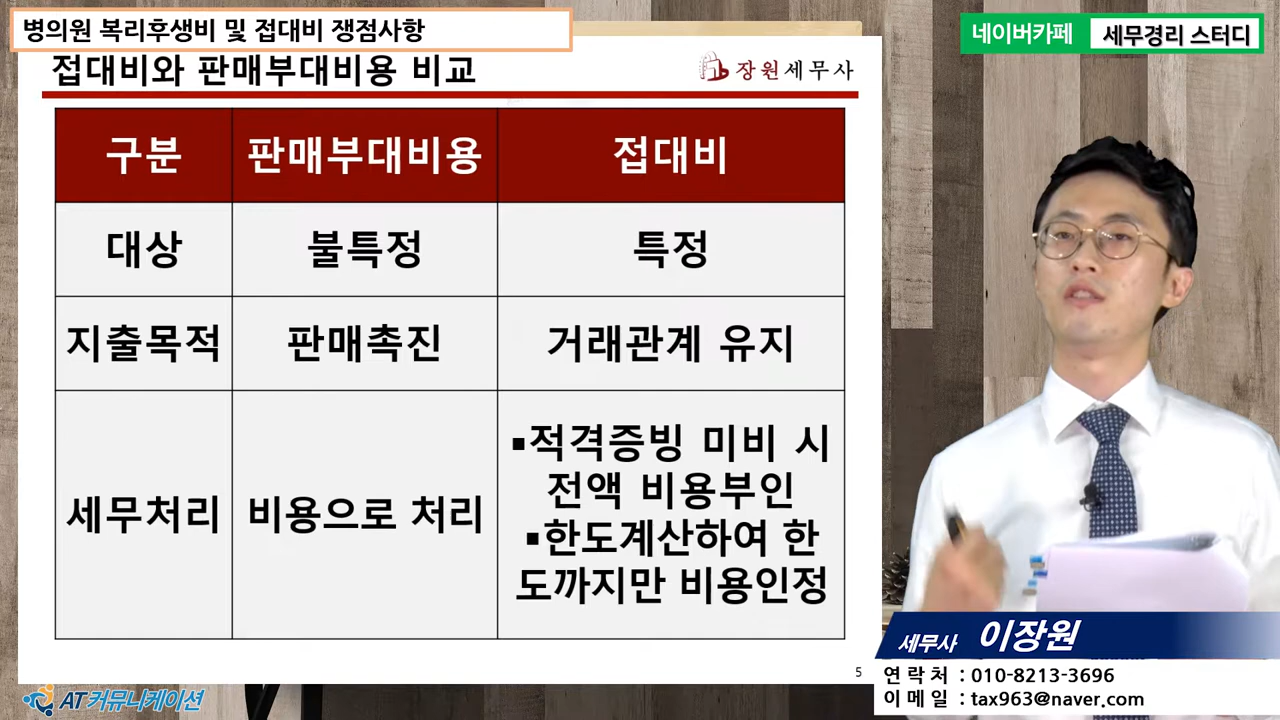 병의원 복리후생비 및 접대비 쟁점사항
네이버카페 세무경리 스터디
접대비와 판매부대비용 비교
장원세무사
구분 판매부대비용 접대비
대상 불특정 특정
지출목적 판매촉진 거래관계 유지
세무처리 비용으로 처리
▪적격증빙 미비 시
전액 비용부인
▪한도계산하여 한
도까지만 비용인정
5
세무사 이장원
연락처 : 010-8213-3696
이메일 : tax963@naver.com
AT커뮤니케이션